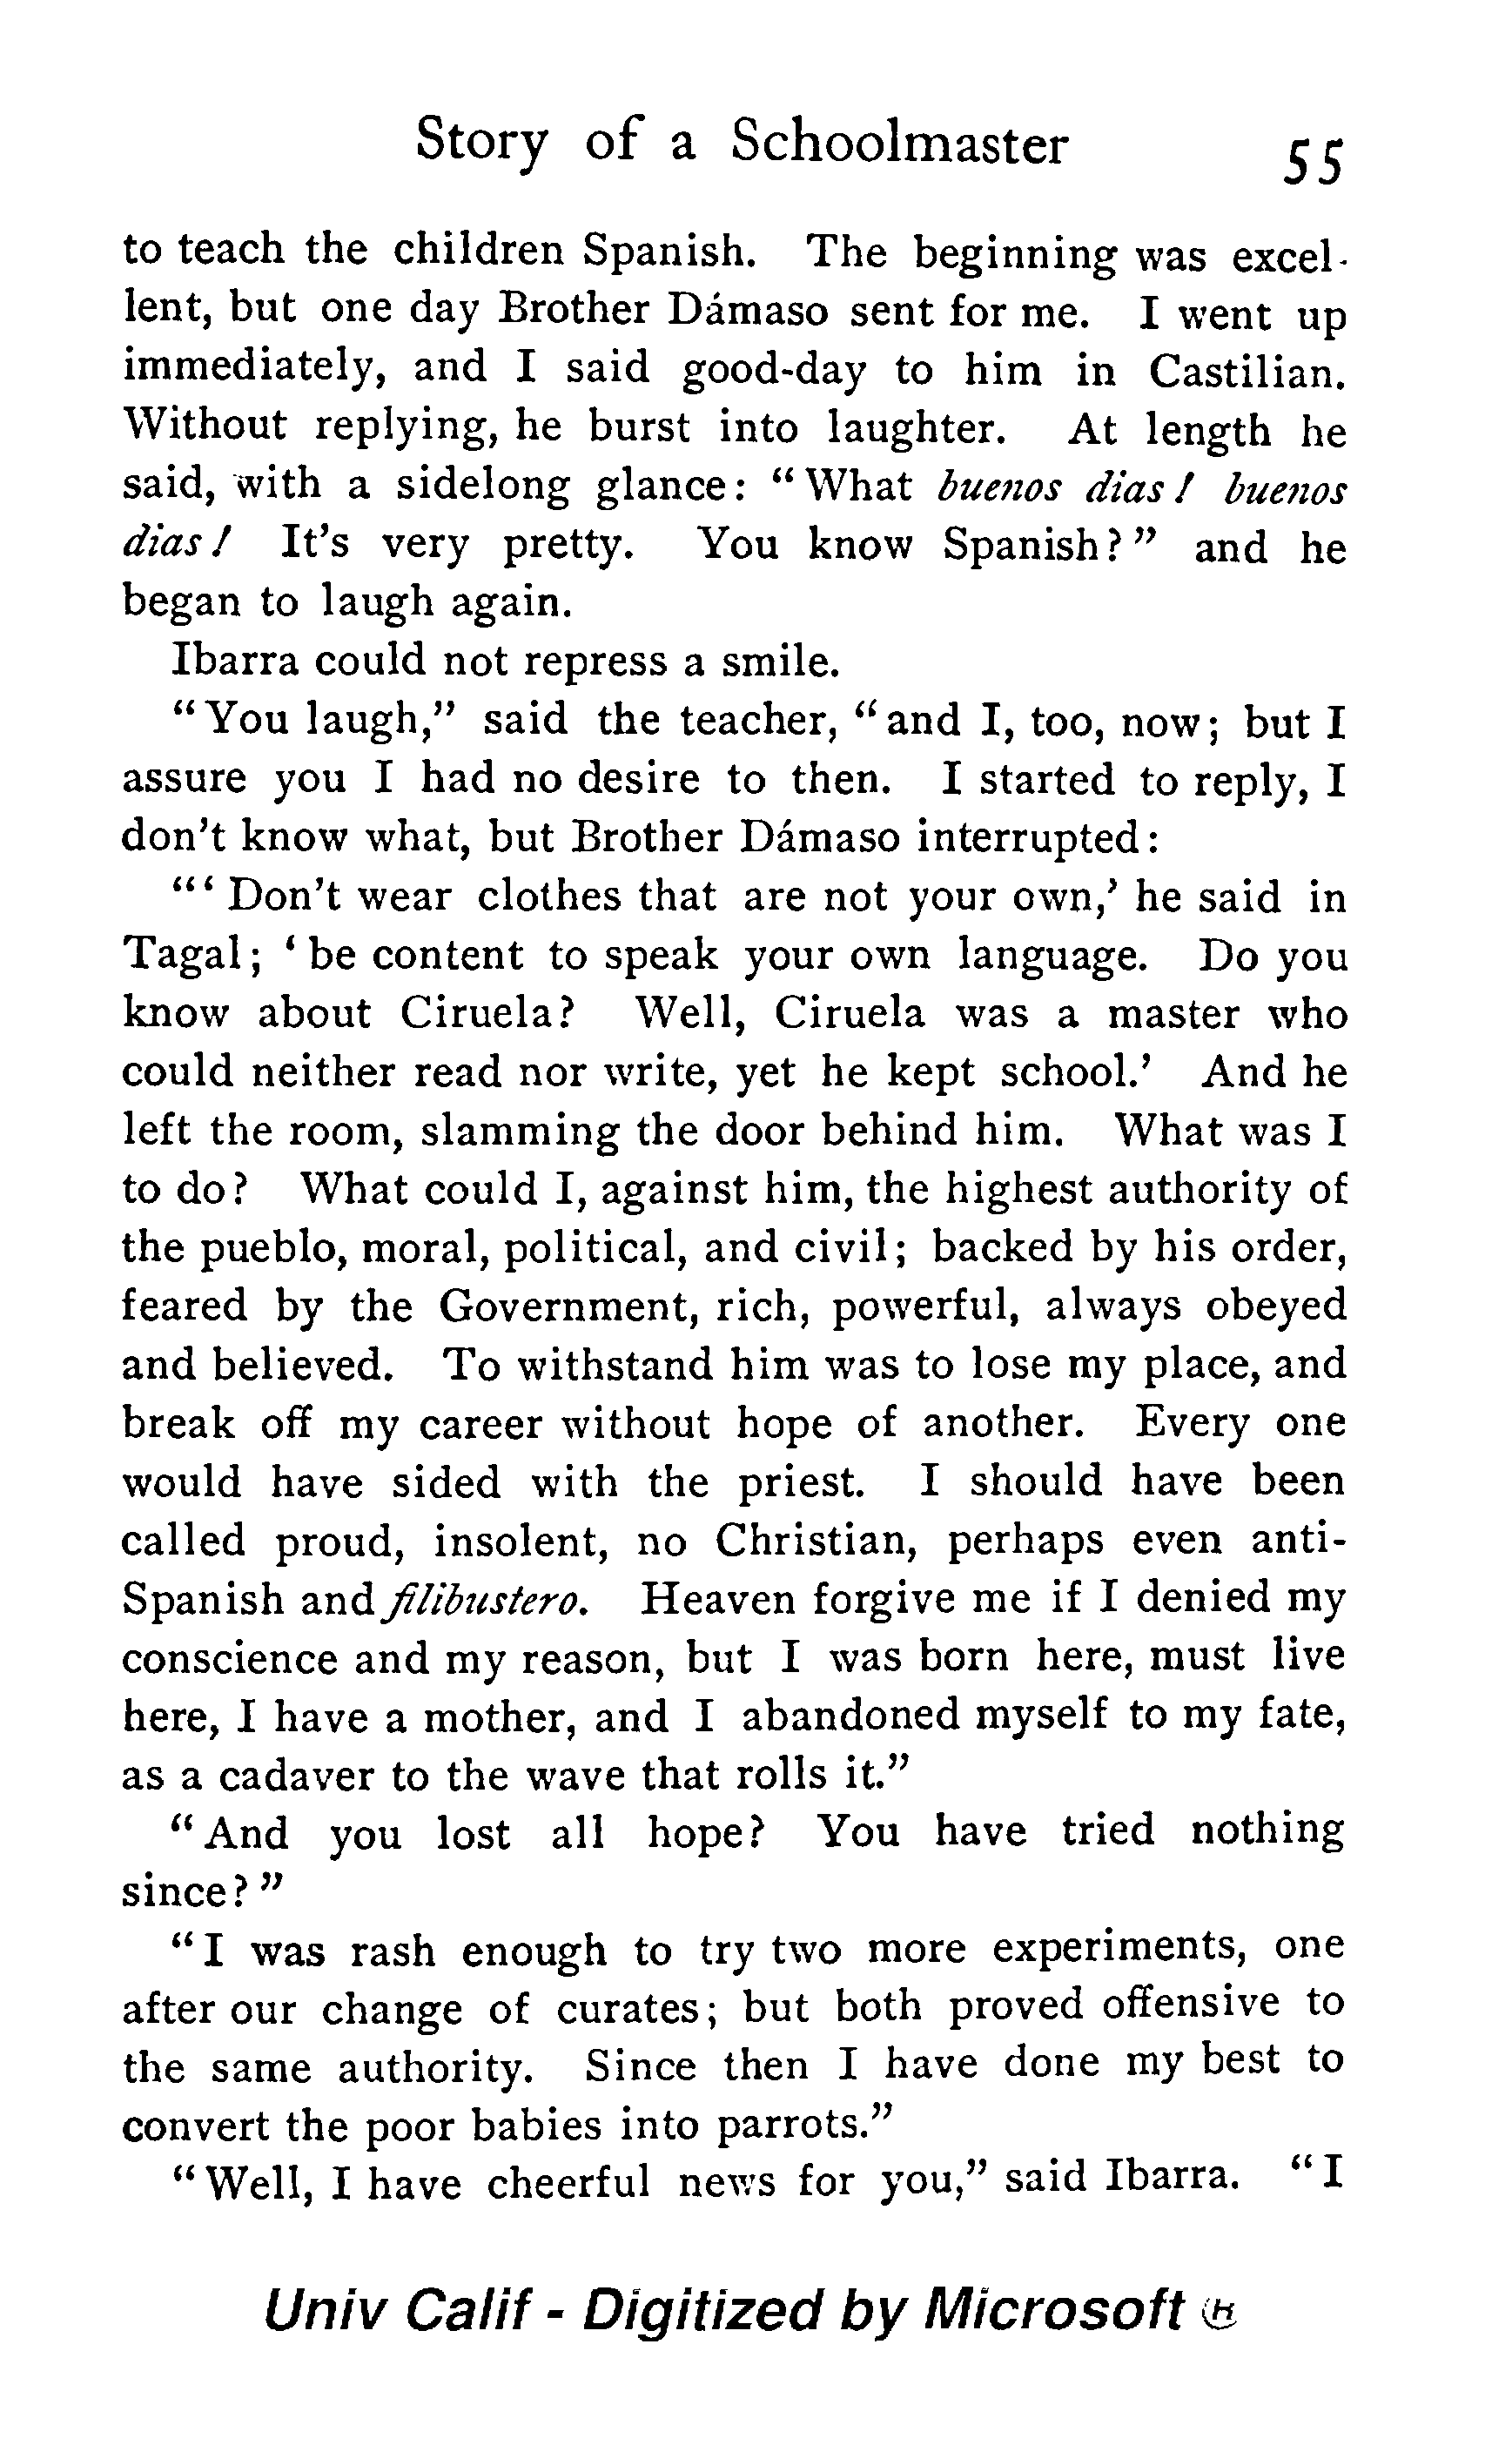 Story of a Schoolmaster 55
to teach the children Spanish. The beginning was excel-
lent, but one day Brother Dámaso sent for me. I went up
immediately, and I said good-day to him in Castilian.
Without replying, he burst into laughter. At length he
said, with a sidelong glance: "What buenos dias! buenos
dias! It's very pretty. You know Spanish?" and he
began to laugh again.
Ibarra could not repress a smile.
"You laugh," said the teacher, "and I, too, now; but I
assure you I had no desire to then. I started to reply, I
don't know what, but Brother Dámaso interrupted:
"'Don't wear clothes that are not your own,' he said in
Tagal; 'be content to speak your own language. Do you
know about Ciruela? Well, Ciruela was a master who
could neither read nor write, yet he kept school.' And he
left the room, slamming the door behind him. What was I
to do? What could I, against him, the highest authority of
the pueblo, moral, political, and civil; backed by his order,
feared by the Government, rich, powerful, always obeyed
and believed. To withstand him was to lose my place, and
break off my career without hope of another. Every one
would have sided with the priest. I should have been
called proud, insolent, no Christian, perhaps even anti-
Spanish and filibustero. Heaven forgive me if I denied my
conscience and my reason, but I was born here, must live
here, I have a mother, and I abandoned myself to my fate,
as a cadaver to the wave that rolls it."
"And you lost all hope? You have tried nothing
since?"
"I was rash enough to try two more experiments, one
after our change of curates; but both proved offensive to
the same authority. Since then I have done my best to
convert the poor babies into parrots."
"Well, I have cheerful news for you," said Ibarra. "I
Univ Calif - Digitized by Microsoft ®